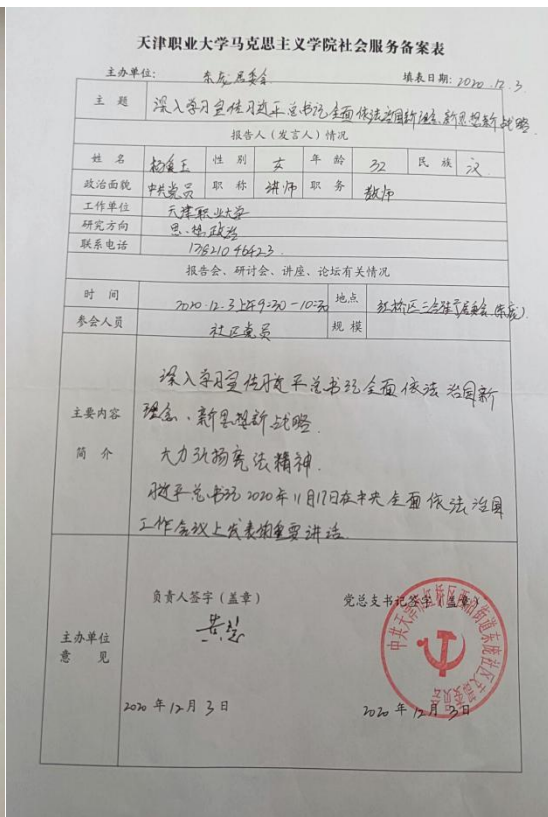 天津职业大学马克思主义学院社会服务备案表
主办单位: 东庞居委会 填表日期: 2020.12.3
主 题 深入学习宣传习近平总书记全面依法治国新理念新思想新战略
报告人(发言人)情况
姓 名 性 别 女 年 龄 32 民 族 汉
政治面貌 中共党员 职 称 讲师 职 务 教师
工作单位 天津职业大学
研究方向 思想政治
联系电话 13821046423
报告会、研讨会、讲座、论坛有关情况
时 间 2020.12.3上午9:30-10:30 地点 红桥区 居委会(东庞)
参会人员 社区党员 规 模
深入学习宣传习近平总书记全面依法治国新
主要内容 理念、新思想新战略
简 介 大力弘扬宪法精神.
习近平总书记2020年11月17日在中央全面依法治国
工作会议上发表的重要讲话
负责人签字(盖章) 党总支书记签字(盖章)
主办单位
意 见
2020年12月3日 2020年12月3日